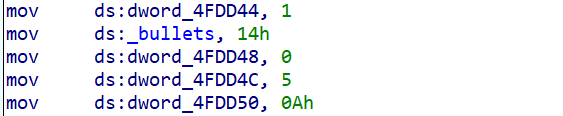 mov ds:dword_4FDD44, 1
mov ds:_bullets, 14h
mov ds:dword_4FDD48, 0
mov ds:dword_4FDD4C, 5
mov ds:dword_4FDD50, 0Ah